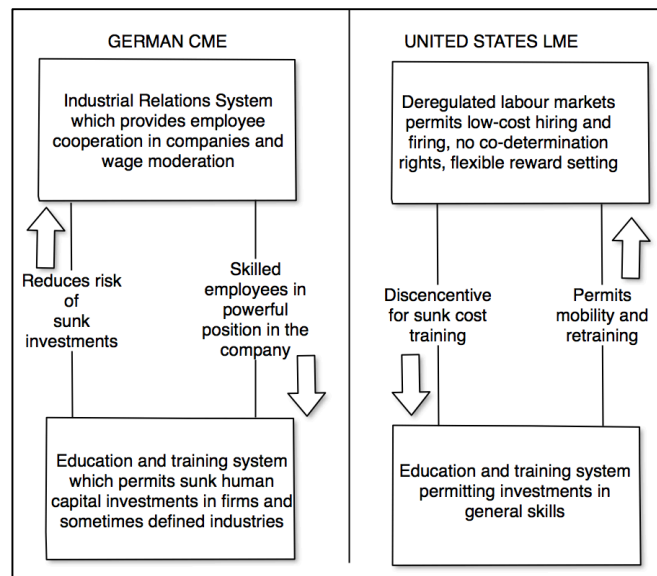 GERMAN CME
Industrial Relations System
which provides employee
cooperation in companies and
wage moderation
Reduces risk
of
sunk
investments
Skilled
employees in
powerful
position in the
company
Education and training system
which permits sunk human
capital investments in firms and
sometimes defined industries
UNITED STATES LME
Deregulated labour markets
permits low-cost hiring and
firing, no co-determination
rights, flexible reward setting
Discencentive
for sunk cost
training
Permits
mobility and
retraining
Education and training system
permitting investments in
general skills